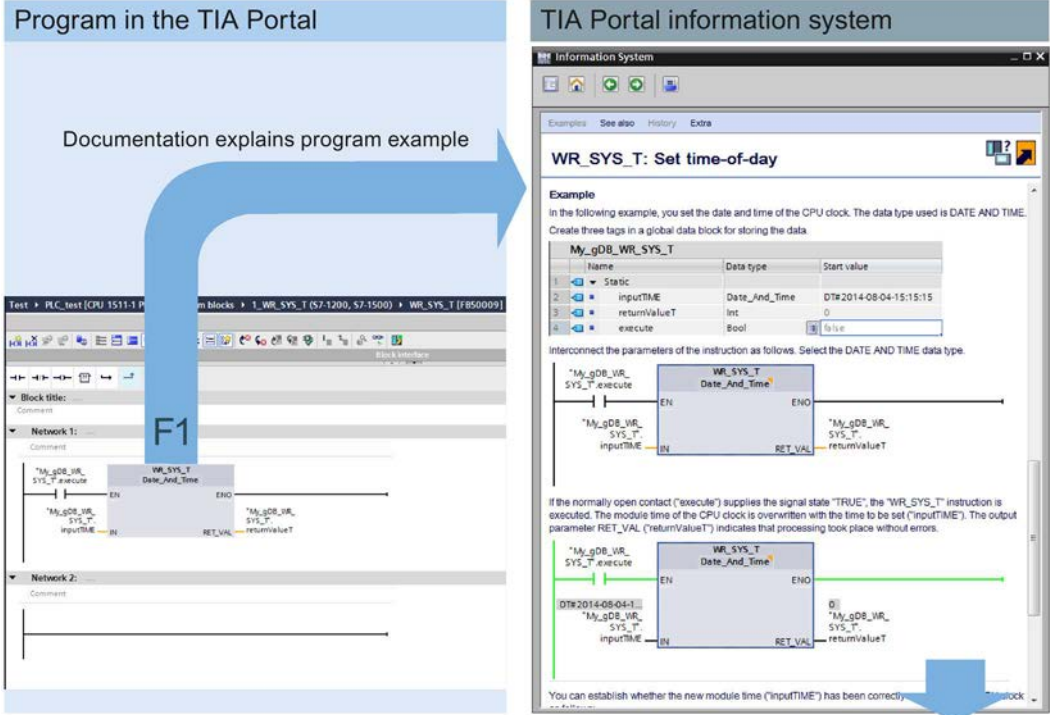 Program in the TIA Portal
Documentation explains program example
Test ▸ PLC_test [CPU 1511-1 P m blocks ▸ 1_WR_SYS_T (S7-1200, S7-1500) ▸ WR_SYS_T [FB50009]
Block interface
Block title:
Comment
F1
Network 1:
Comment
"My_gDB_WR_
SYS_T".execute
WR_SYS_T
Date_And_Time
EN
ENO
"My_gDB_WR_
SYS_T".
inputTIME
IN
RET_VAL
"My_gDB_WR_
SYS_T".
returnValueT
Network 2:
Comment
TIA Portal information system
Information System
Examples See also History Extra
WR_SYS_T: Set time-of-day
Example
In the following example, you set the date and time of the CPU clock. The data type used is DATE AND TIME.
Create three tags in a global data block for storing the data.
My_gDB_WR_SYS_T
Name Data type Start value
1 Static
2 inputTIME Date_And_Time DT#2014-08-04-15:15:15
3 returnValueT Int 0
4 execute Bool false
Interconnect the parameters of the instruction as follows. Select the DATE AND TIME data type.
"My_gDB_WR_
SYS_T".execute
WR_SYS_T
Date_And_Time
EN
ENO
"My_gDB_WR_
SYS_T".
inputTIME
IN
RET_VAL
"My_gDB_WR_
SYS_T".
returnValueT
If the normally open contact ("execute") supplies the signal state "TRUE", the "WR_SYS_T" instruction is
executed. The module time of the CPU clock is overwritten with the time to be set ("inputTIME"). The output
parameter RET_VAL ("returnValueT") indicates that processing took place without errors.
"My_gDB_WR_
SYS_T".execute
WR_SYS_T
Date_And_Time
EN
ENO
DT#2014-08-04-1...
"My_gDB_WR_
SYS_T".
inputTIME
IN
RET_VAL
0
"My_gDB_WR_
SYS_T".
returnValueT
You can establish whether the new module time ("inputTIME") has been correctly clock